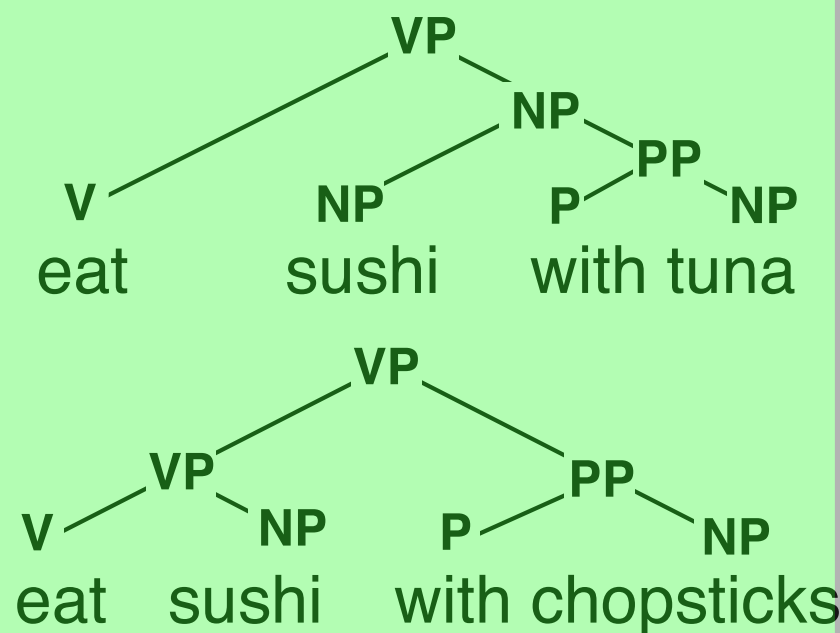 VP
NP
PP
V NP P NP
eat sushi with tuna
VP
VP PP
V NP P NP
eat sushi with chopsticks